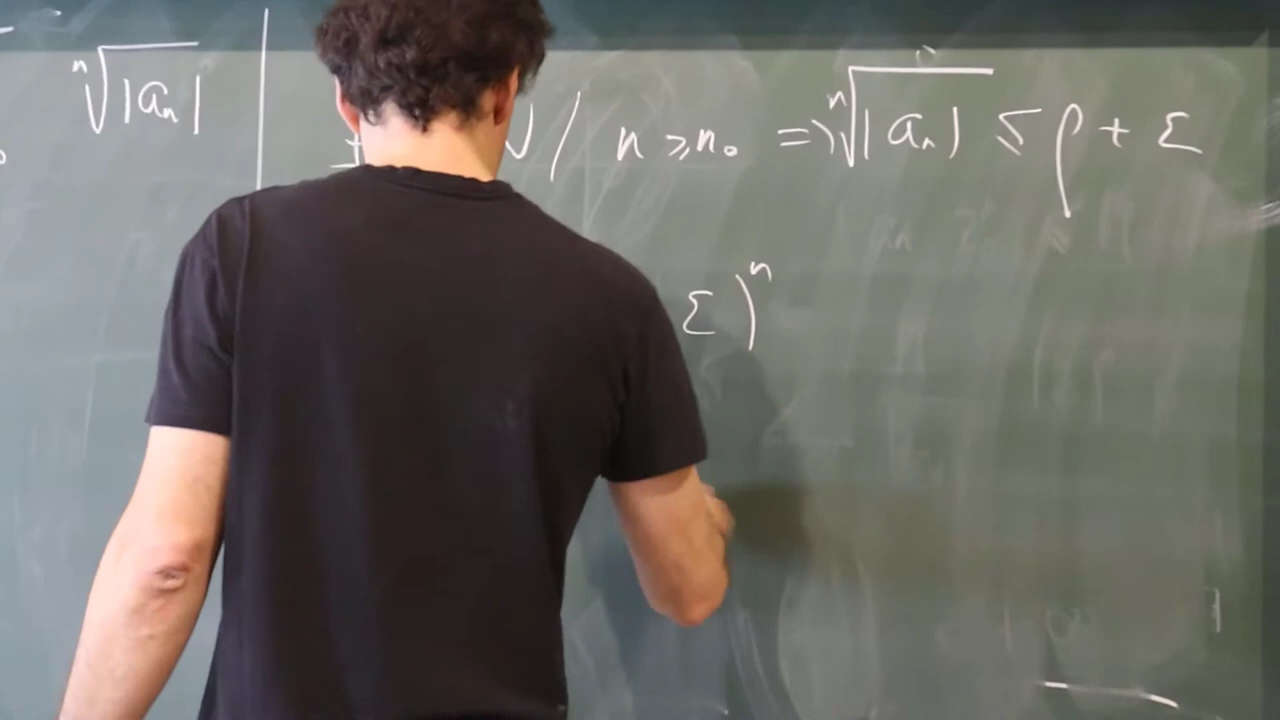 ⁿ√|aₙ|
/ n ⩾ n₀ ⇒ ⁿ√|aₙ| ≤ ρ + ε
ε)ⁿ